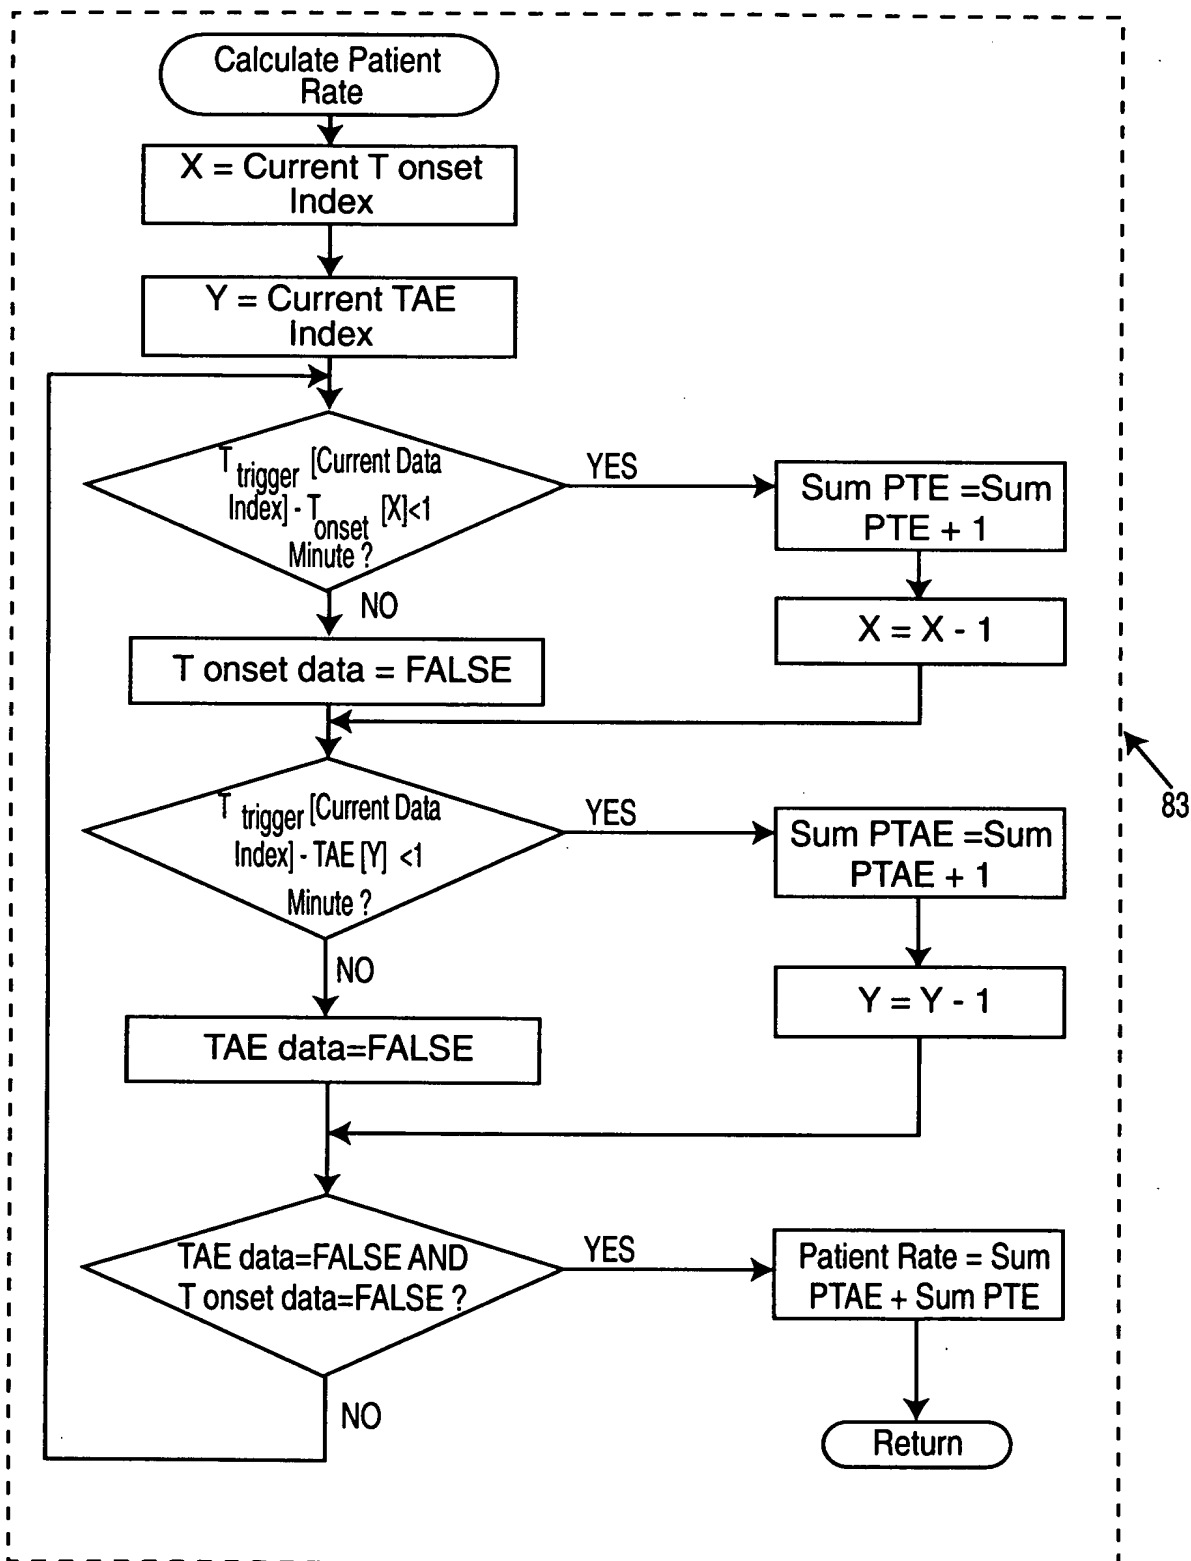 Calculate Patient
Rate
X = Current T onset
Index
Y = Current TAE
Index
T trigger [Current Data
Index] - T onset [X]<1
Minute ?
YES
Sum PTE =Sum
PTE + 1
X = X - 1
NO
T onset data = FALSE
T trigger [Current Data
Index] - TAE [Y] <1
Minute ?
YES
Sum PTAE =Sum
PTAE + 1
Y = Y - 1
NO
TAE data=FALSE
TAE data=FALSE AND
T onset data=FALSE ?
YES
Patient Rate = Sum
PTAE + Sum PTE
NO
Return
83